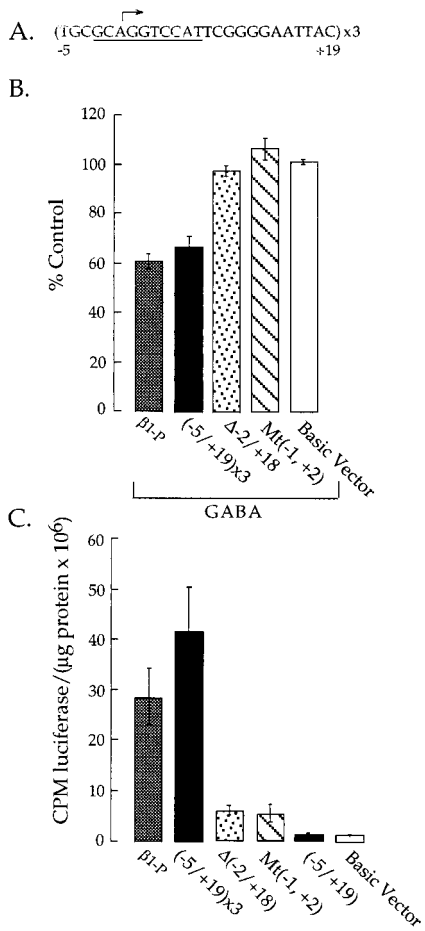 A. (TGCGCAGGTCCATTCGGGGAATTAC)x3
-5 +19
B.
120
100
80
60
40
20
0
% Control
β1-P
(-5/+19)x3
Δ-2/+18
Mt(-1, +2)
Basic Vector
GABA
C.
60
50
40
30
20
10
0
CPM luciferase/(µg protein x 10⁶)
β1-P
(-5/+19)x3
Δ(-2/+18)
Mt(-1, +2)
(-5/+19)
Basic Vector